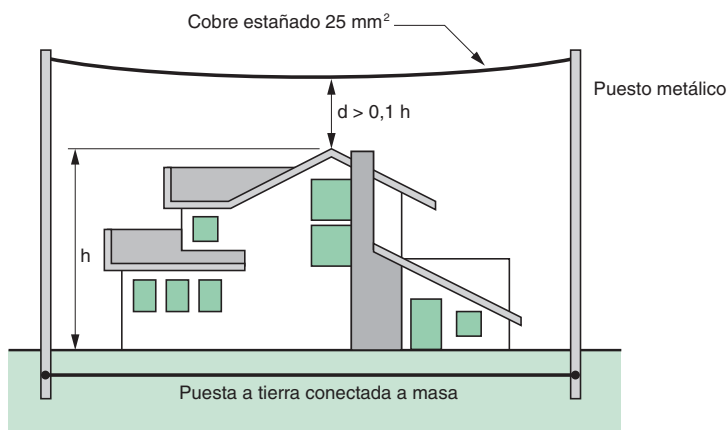 Cobre estañado 25 mm²
Puesto metálico
d > 0,1 h
h
Puesta a tierra conectada a masa